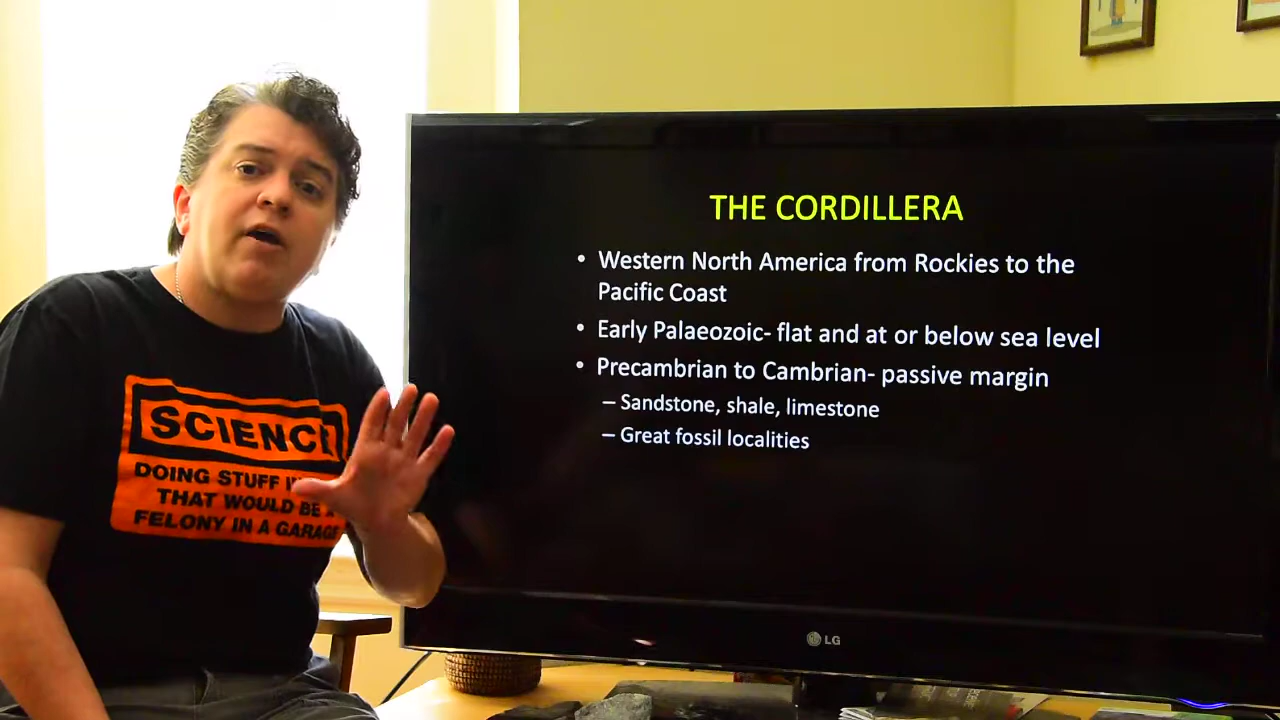 THE CORDILLERA
• Western North America from Rockies to the
Pacific Coast
• Early Palaeozoic- flat and at or below sea level
• Precambrian to Cambrian- passive margin
– Sandstone, shale, limestone
– Great fossil localities
SCIENCE
DOING STUFF
THAT WOULD BE A
FELONY IN A GARAGE
LG